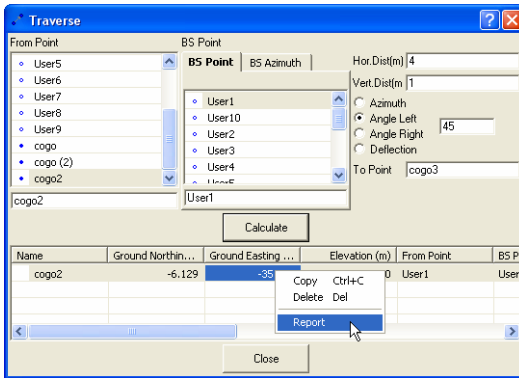 Traverse
From Point
BS Point
User5
User6
User7
User8
User9
cogo
cogo (2)
cogo2
cogo2
BS Point BS Azimuth
User1
User10
User2
User3
User4
User1
Hor.Dist(m) 4
Vert.Dist(m 1
Azimuth
Angle Left
Angle Right
Deflection
45
To Point cogo3
Calculate
Name Ground Northin... Ground Easting ... Elevation (m) From Point BS P
cogo2 -6.129 -35 0 User1 User
Copy Ctrl+C
Delete Del
Report
Close